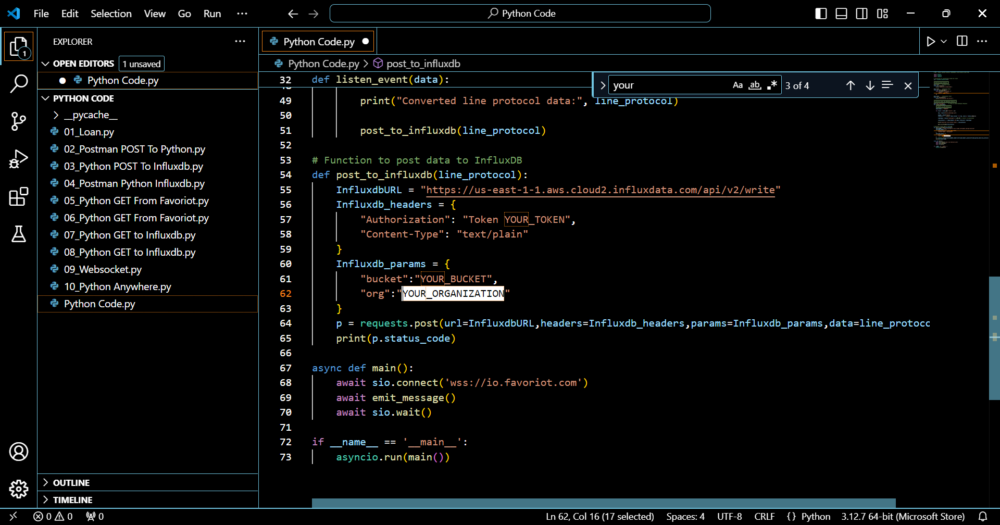 File Edit Selection View Go Run ··· Python Code
EXPLORER
1
OPEN EDITORS 1 unsaved
Python Code.py
PYTHON CODE
__pycache__
01_Loan.py
02_Postman POST To Python.py
03_Python POST To Influxdb.py
04_Postman Python Influxdb.py
05_Python GET From Favoriot.py
06_Python GET From Favoriot.py
07_Python GET to Influxdb.py
08_Python GET to Influxdb.py
09_Websocket.py
10_Python Anywhere.py
Python Code.py
OUTLINE
TIMELINE
Python Code.py
Python Code.py > post_to_influxdb
your Aa ab .* 3 of 4
32 def listen_event(data):
49 print("Converted line protocol data:", line_protocol)
50
51 post_to_influxdb(line_protocol)
52
53 # Function to post data to InfluxDB
54 def post_to_influxdb(line_protocol):
55 InfluxdbURL = "https://us-east-1-1.aws.cloud2.influxdata.com/api/v2/write"
56 Influxdb_headers = {
57 "Authorization": "Token YOUR_TOKEN",
58 "Content-Type": "text/plain"
59 }
60 Influxdb_params = {
61 "bucket":"YOUR_BUCKET",
62 "org":"YOUR_ORGANIZATION"
63 }
64 p = requests.post(url=InfluxdbURL,headers=Influxdb_headers,params=Influxdb_params,data=line_protoc
65 print(p.status_code)
66
67 async def main():
68 await sio.connect('wss://io.favoriot.com')
69 await emit_message()
70 await sio.wait()
71
72 if __name__ == '__main__':
73 asyncio.run(main())
0 0 0 Ln 62, Col 16 (17 selected) Spaces: 4 UTF-8 CRLF {} Python 3.12.7 64-bit (Microsoft Store)